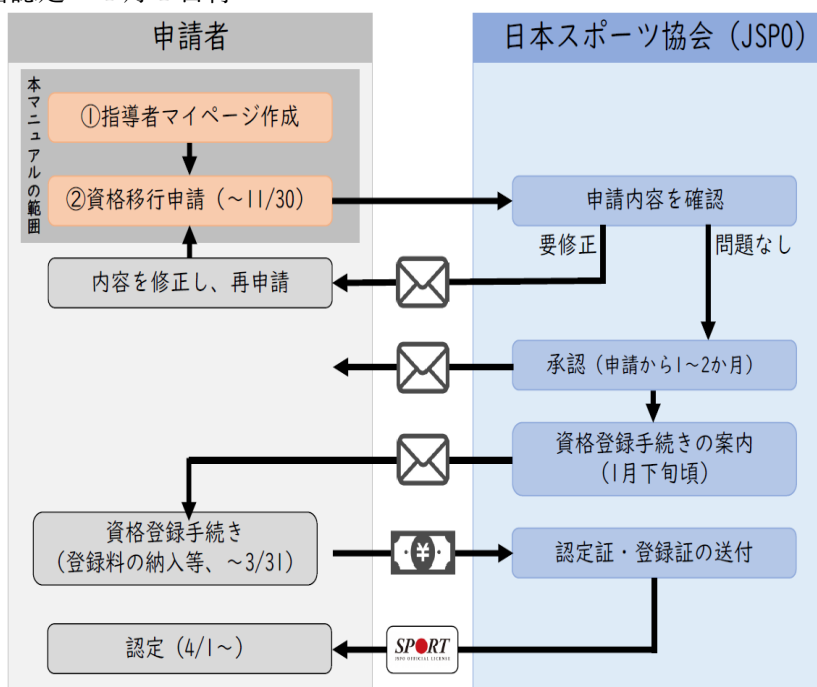 申請者
日本スポーツ協会（JSPO）
本マニュアルの範囲
①指導者マイページ作成
②資格移行申請（～11/30）
申請内容を確認
要修正
問題なし
内容を修正し、再申請
承認（申請から1～2か月）
資格登録手続きの案内
（1月下旬頃）
資格登録手続き
（登録料の納入等、～3/31）
¥
認定証・登録証の送付
認定（4/1～）
SPORT